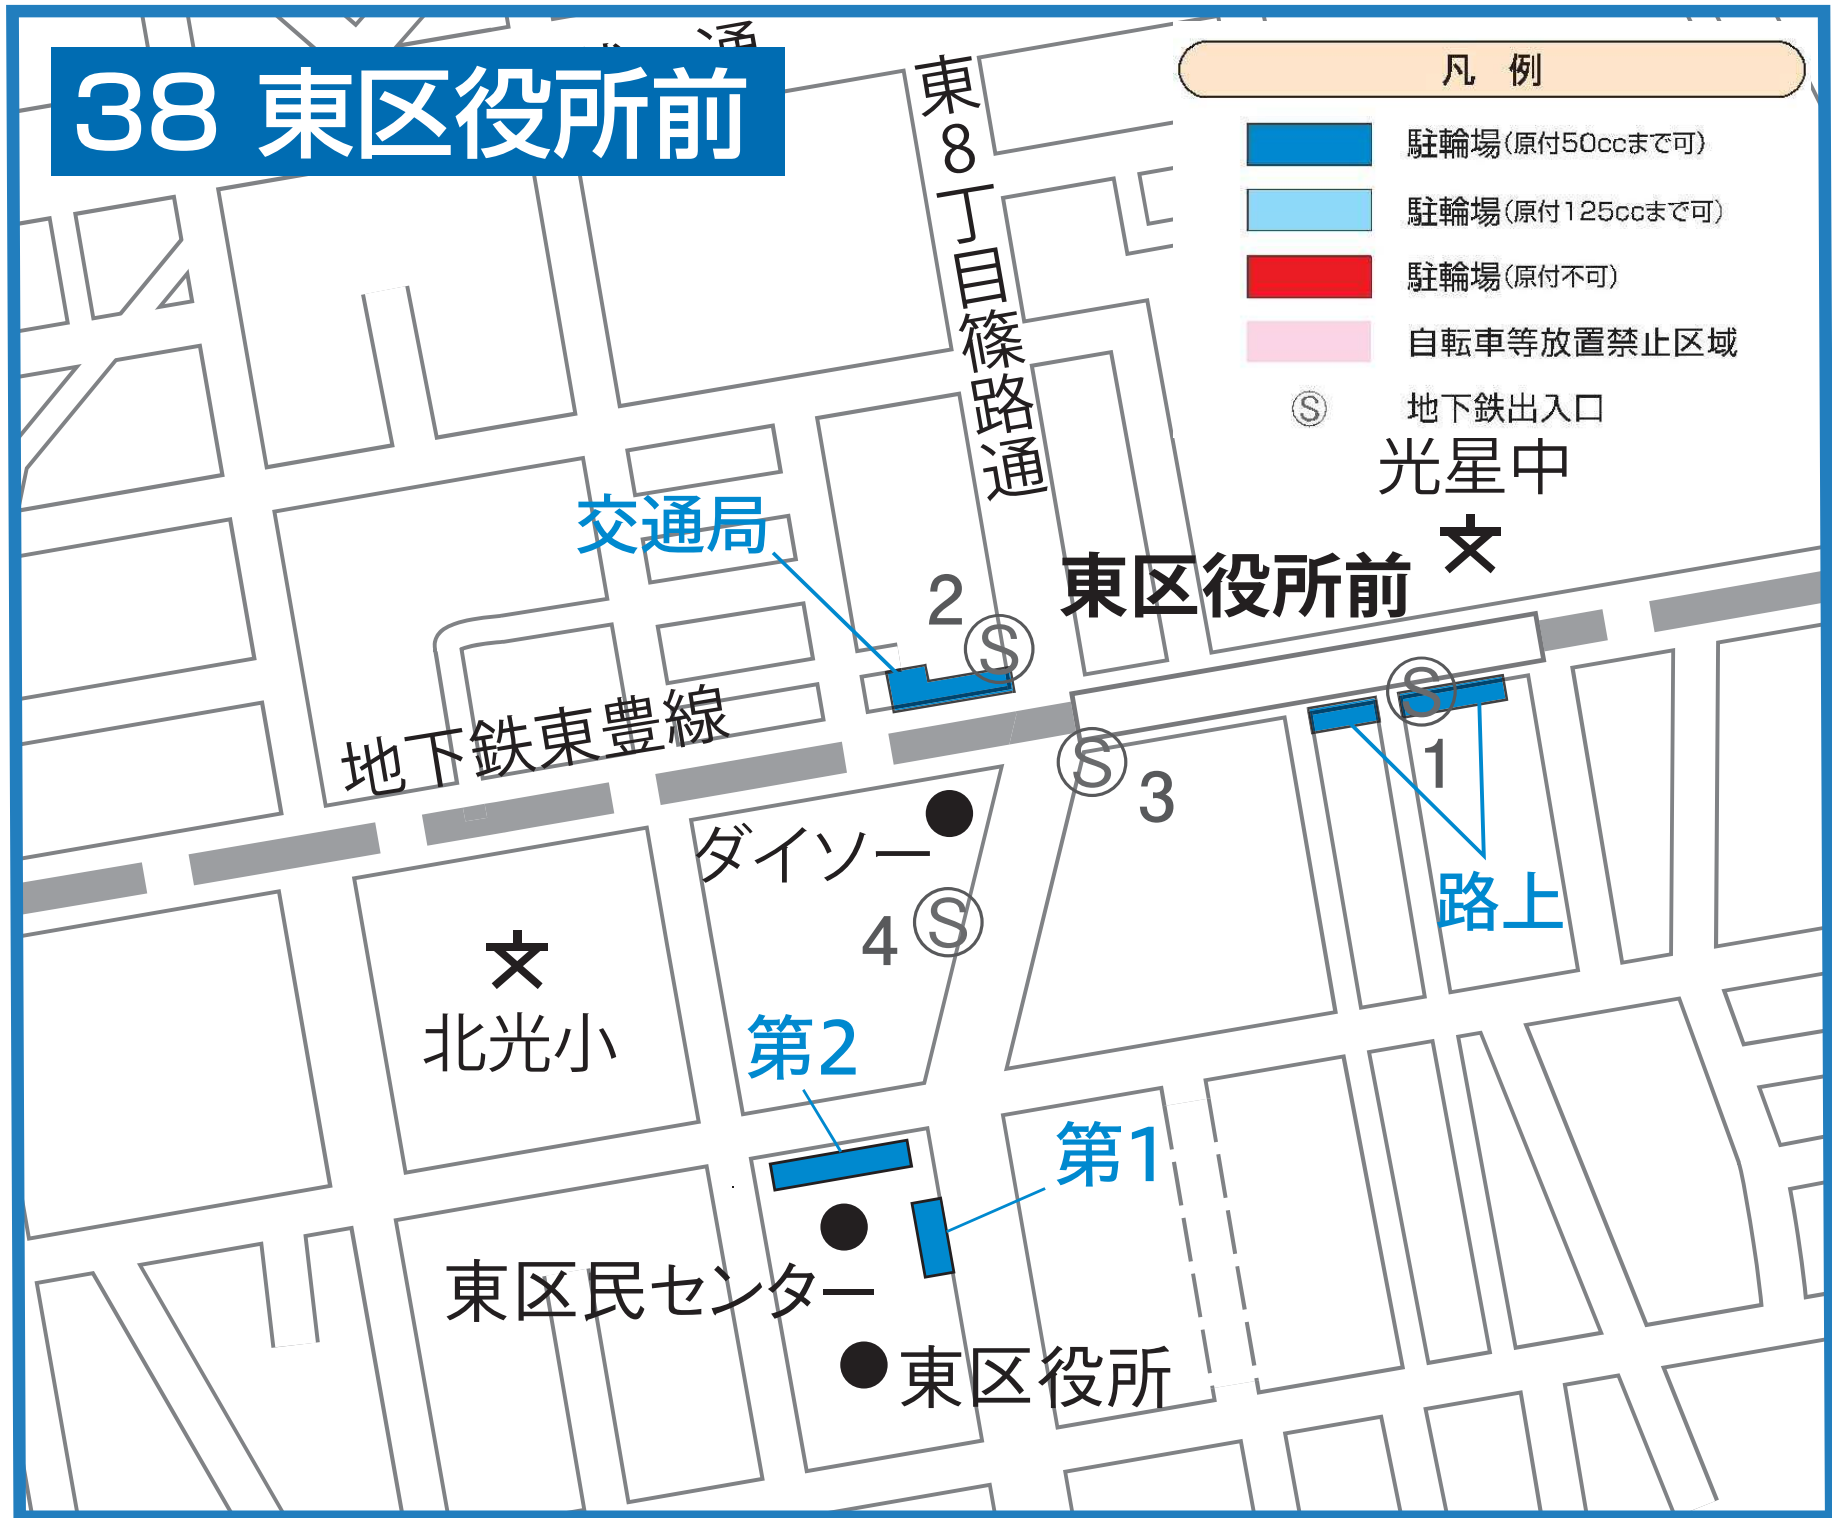 通
38 東区役所前
東8丁目篠路通
凡 例
駐輪場(原付50ccまで可)
駐輪場(原付125ccまで可)
駐輪場(原付不可)
自転車等放置禁止区域
Ⓢ 地下鉄出入口
光星中
交通局
東区役所前
2
Ⓢ
Ⓢ
1
地下鉄東豊線
Ⓢ
3
ダイソー
路上
4
Ⓢ
北光小
第2
第1
東区民センター
東区役所